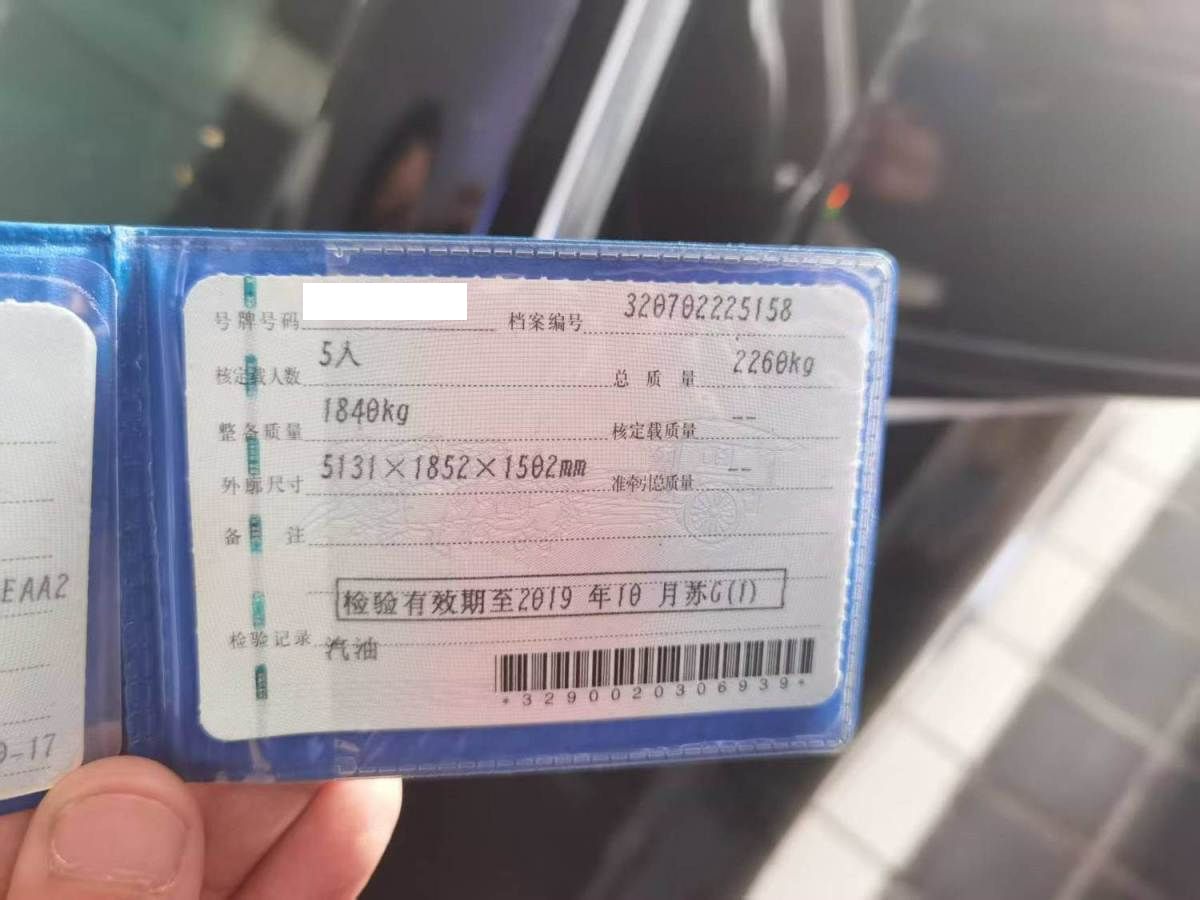 号牌号码 档案编号 320702225158
核定载人数 5人 总质量 2260kg
整备质量 1840kg 核定载质量 --
外廓尺寸 5131×1852×1502mm 准牵引总质量 --
备注
检验有效期至2019年10月苏G(1)
检验记录 汽油
*3290020306939*
EAA2
0-17